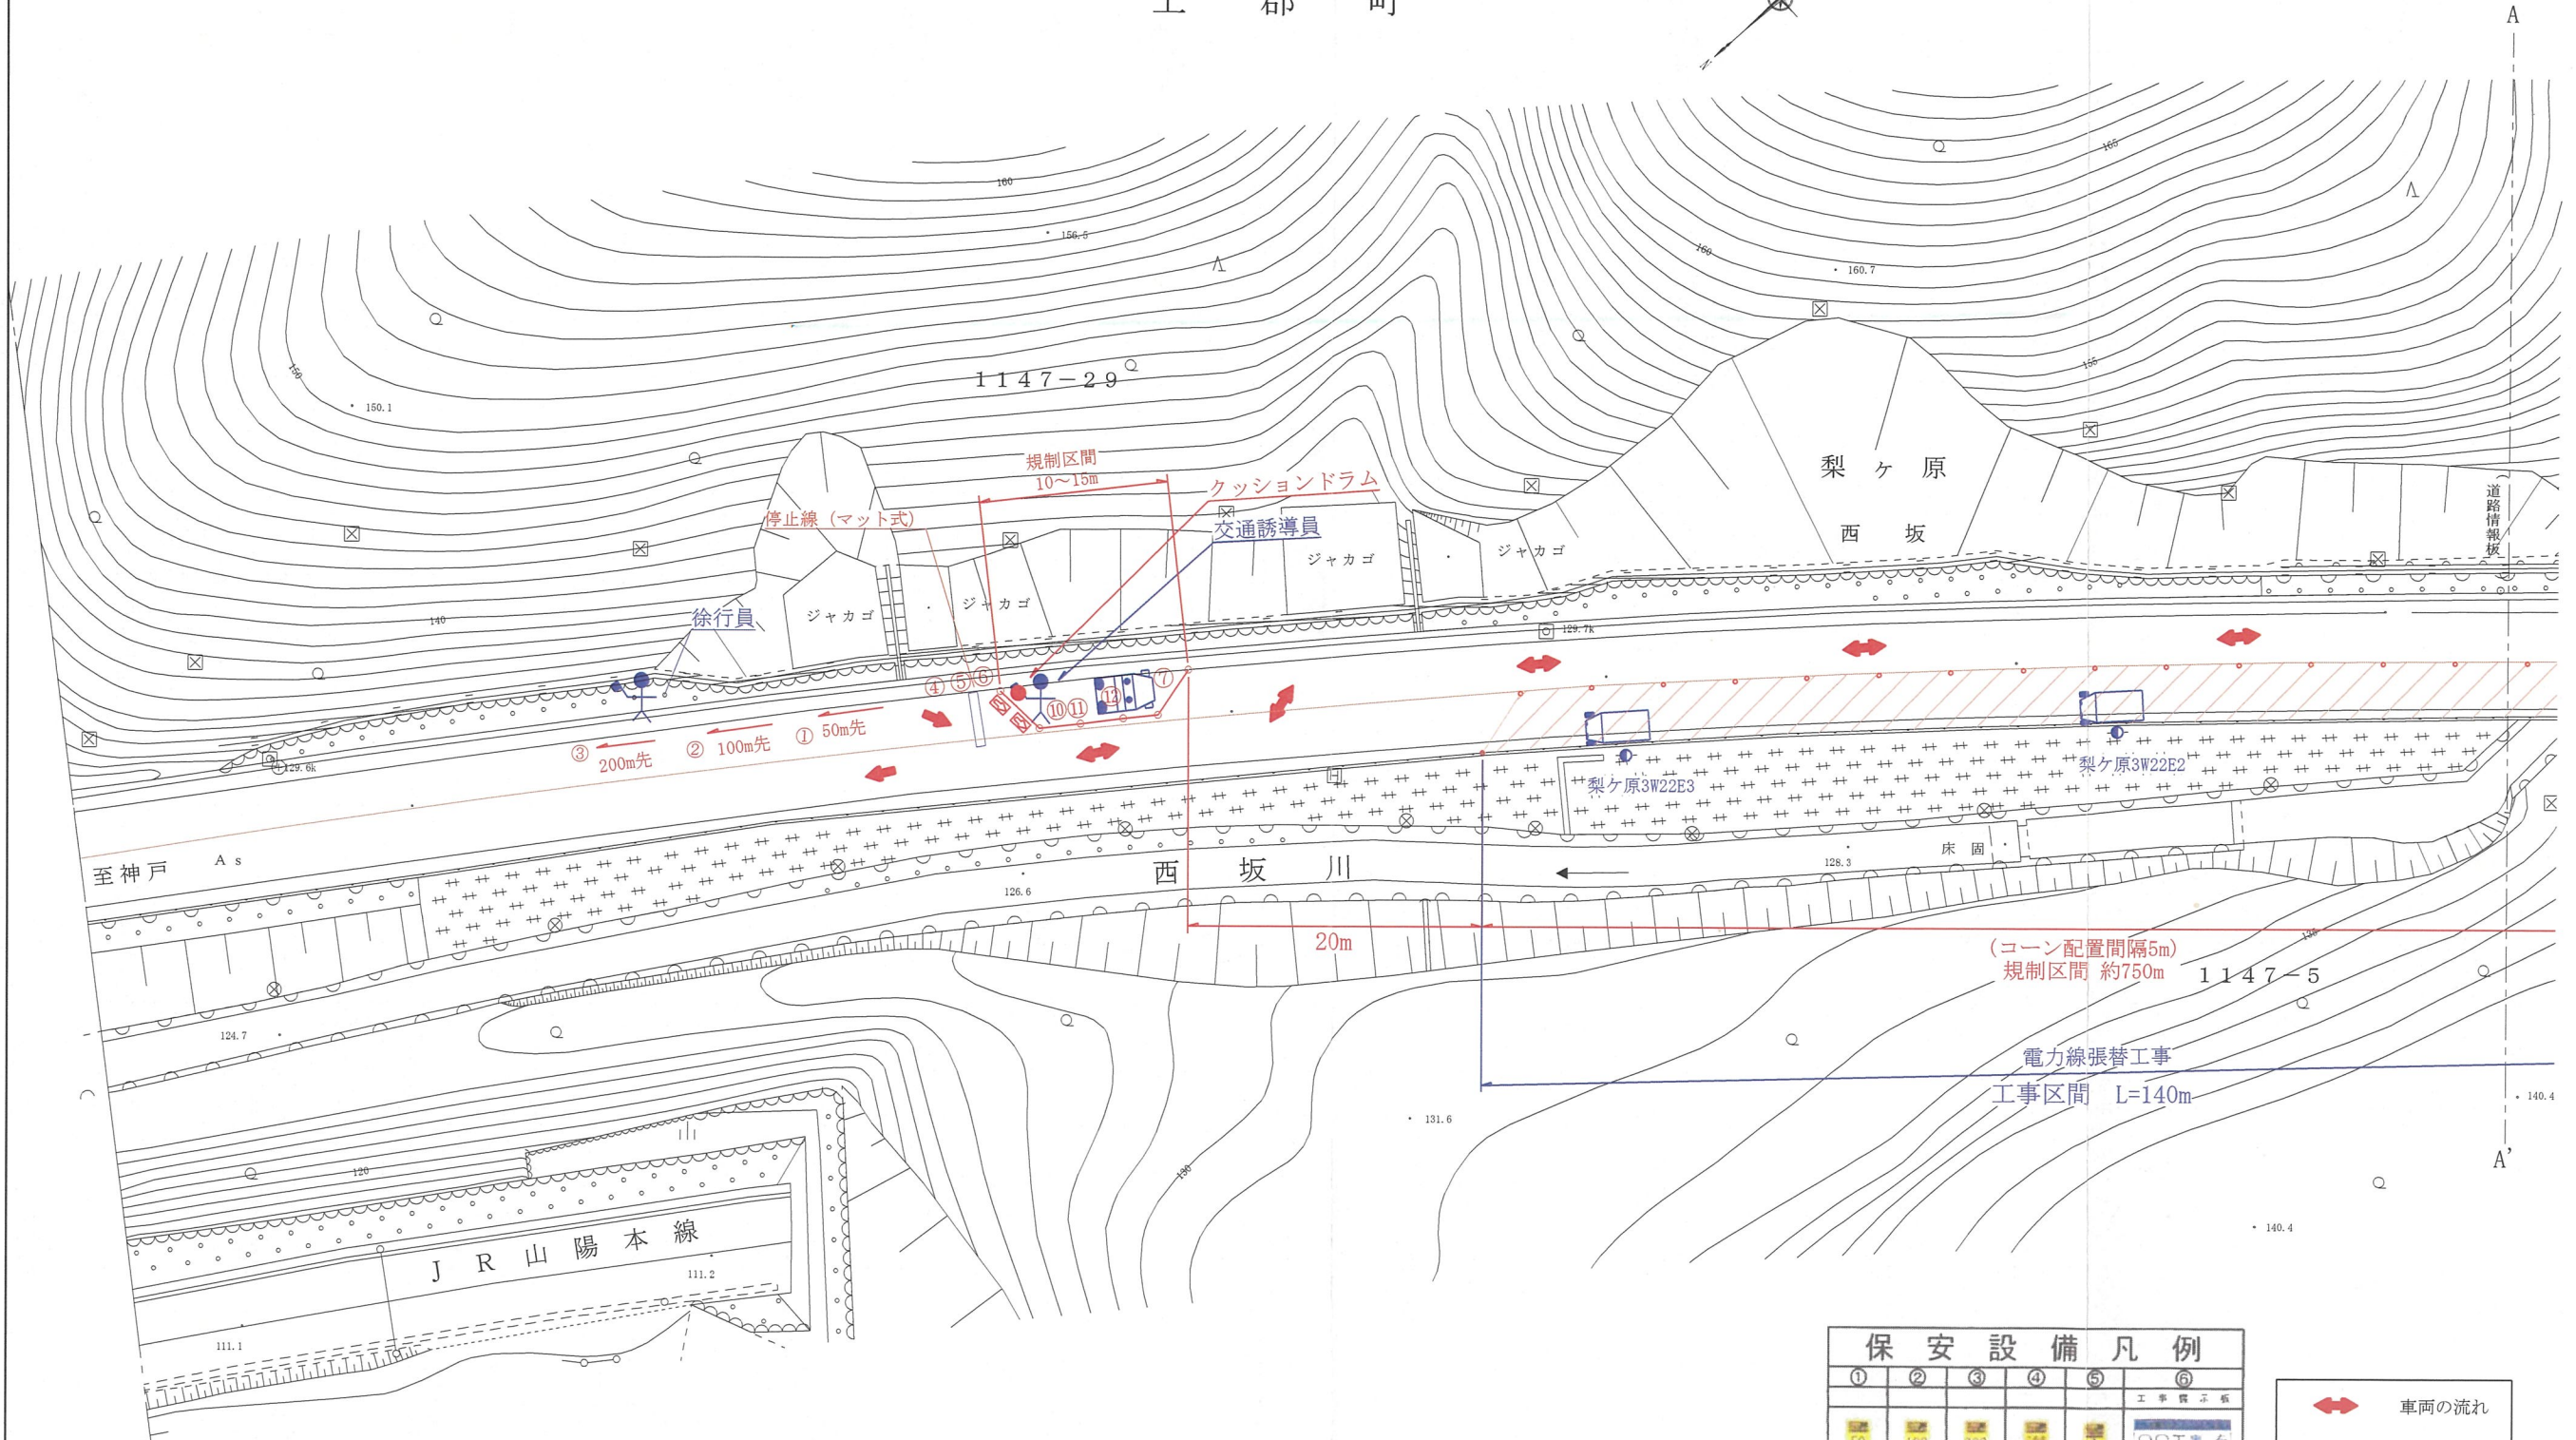 上郡町
N
A
160
165
156.5
160
160.7
150
150.1
1147-29
155
規制区間
10～15m
クッションドラム
停止線（マット式）
交通誘導員
梨ヶ原
西坂
道路情報板
ジャカゴ
ジャカゴ
ジャカゴ
ジャカゴ
徐行員
140
129.7k
④⑤⑥
⑦
⑩⑪
⑫
① 50m先
② 100m先
③ 200m先
129.6k
梨ケ原3W22E3
梨ケ原3W22E2
至神戸
As
西坂川
126.6
128.3
床固
20m
(コーン配置間隔5m)
規制区間 約750m
135
1147-5
124.7
電力線張替工事
工事区間 L=140m
131.6
140.4
A'
130
120
140.4
JR山陽本線
111.2
111.1
保安設備凡例
① ② ③ ④ ⑤ ⑥
車両の流れ